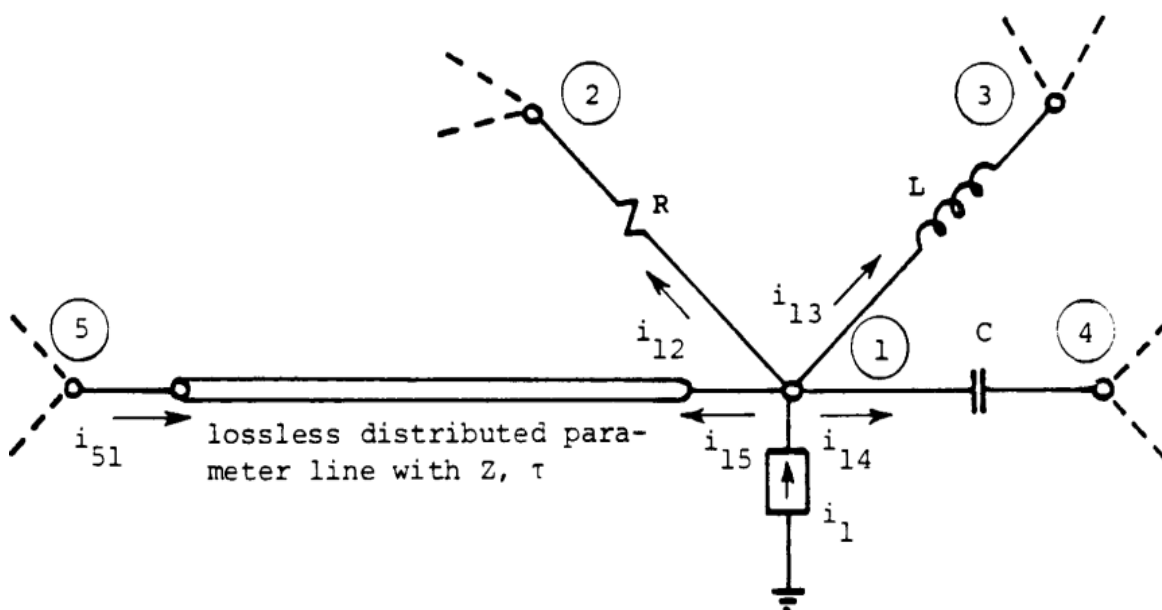 2
3
R
L
i13
5
i12
1
C
4
i51
lossless distributed para-
meter line with Z, τ
i15
i14
i1